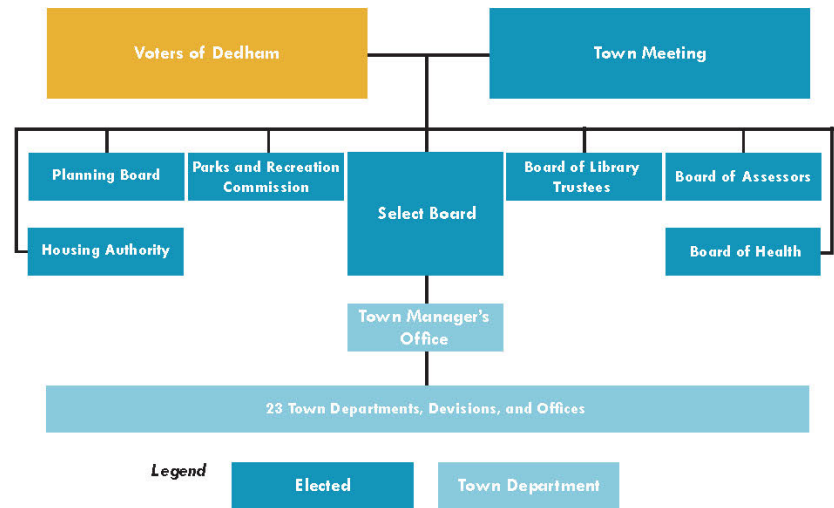 Voters of Dedham
Town Meeting
Planning Board
Parks and Recreation
Commission
Select Board
Board of Library
Trustees
Board of Assessors
Housing Authority
Board of Health
Town Manager's
Office
23 Town Departments, Devisions, and Offices
Legend
Elected
Town Department